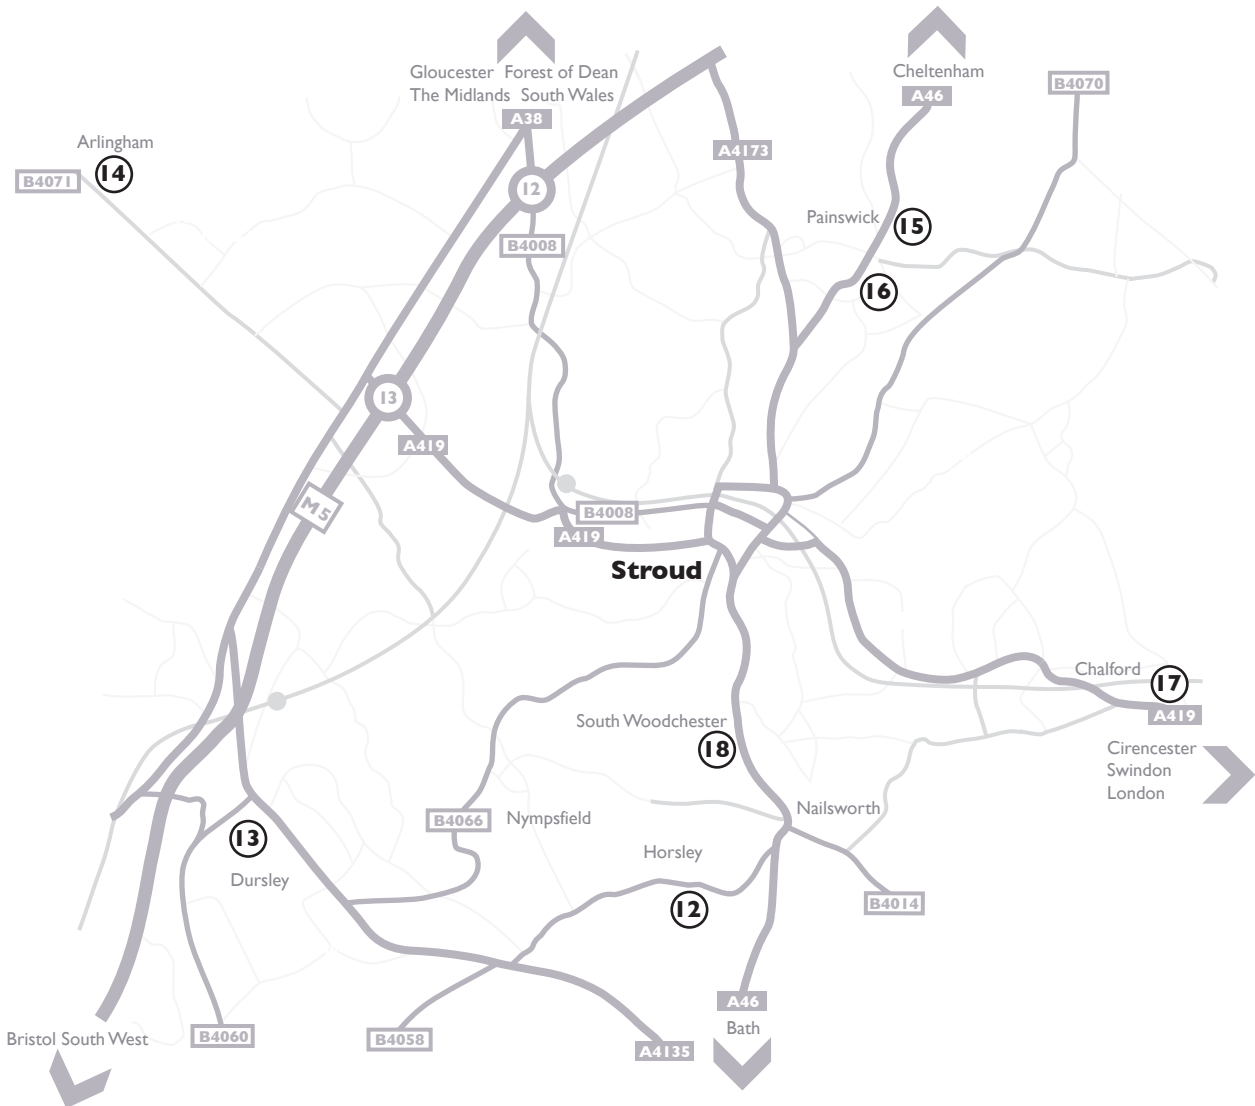 Gloucester Forest of Dean
The Midlands South Wales
A38
Cheltenham
A46
B4070
Arlingham
14
B4071
A4173
12
Painswick
15
B4008
16
13
A419
M5
B4008
A419
Stroud
Chalford
17
A419
South Woodchester
18
Cirencester
Swindon
London
Nailsworth
B4066
Nympsfield
13
Dursley
Horsley
12
B4014
A46
Bath
Bristol South West
B4060
B4058
A4135